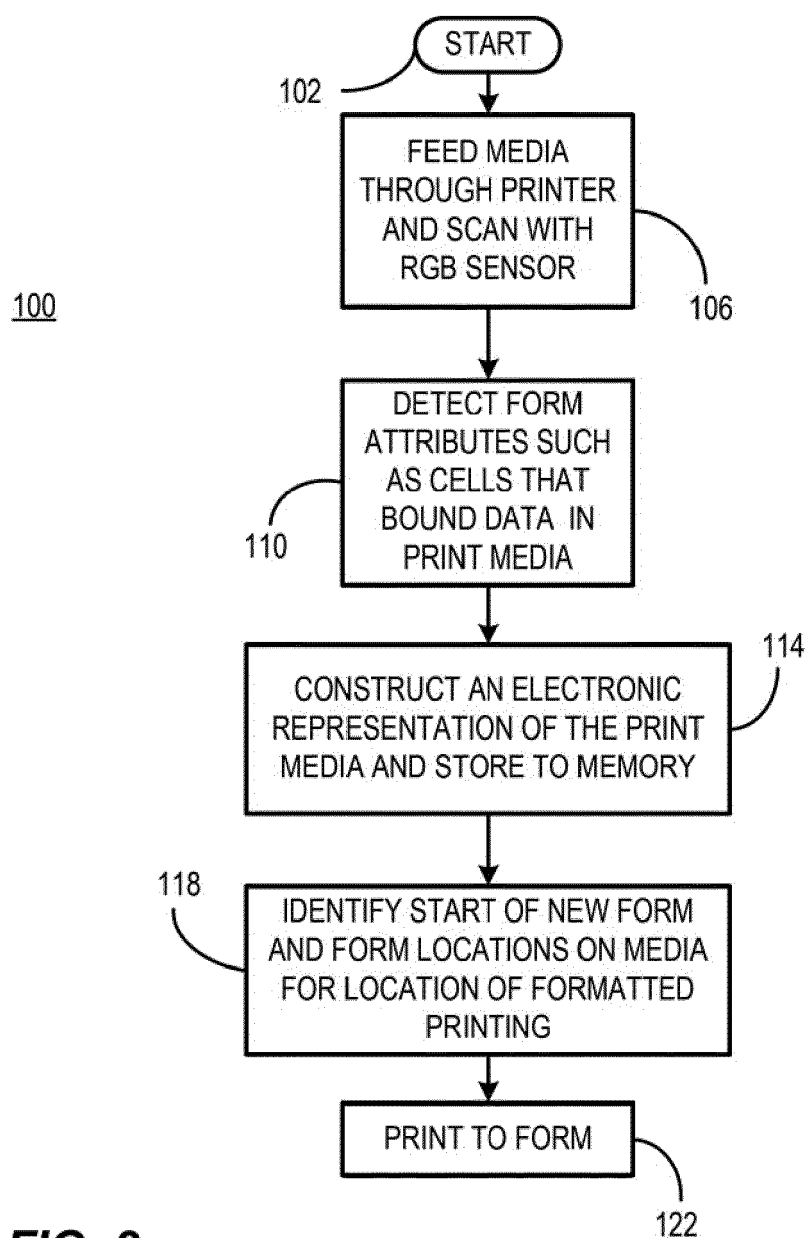 START
102
FEED MEDIA
THROUGH PRINTER
AND SCAN WITH
RGB SENSOR
106
100
DETECT FORM
ATTRIBUTES SUCH
AS CELLS THAT
BOUND DATA IN
PRINT MEDIA
110
114
CONSTRUCT AN ELECTRONIC
REPRESENTATION OF THE PRINT
MEDIA AND STORE TO MEMORY
118
IDENTIFY START OF NEW FORM
AND FORM LOCATIONS ON MEDIA
FOR LOCATION OF FORMATTED
PRINTING
PRINT TO FORM
122
FIG.